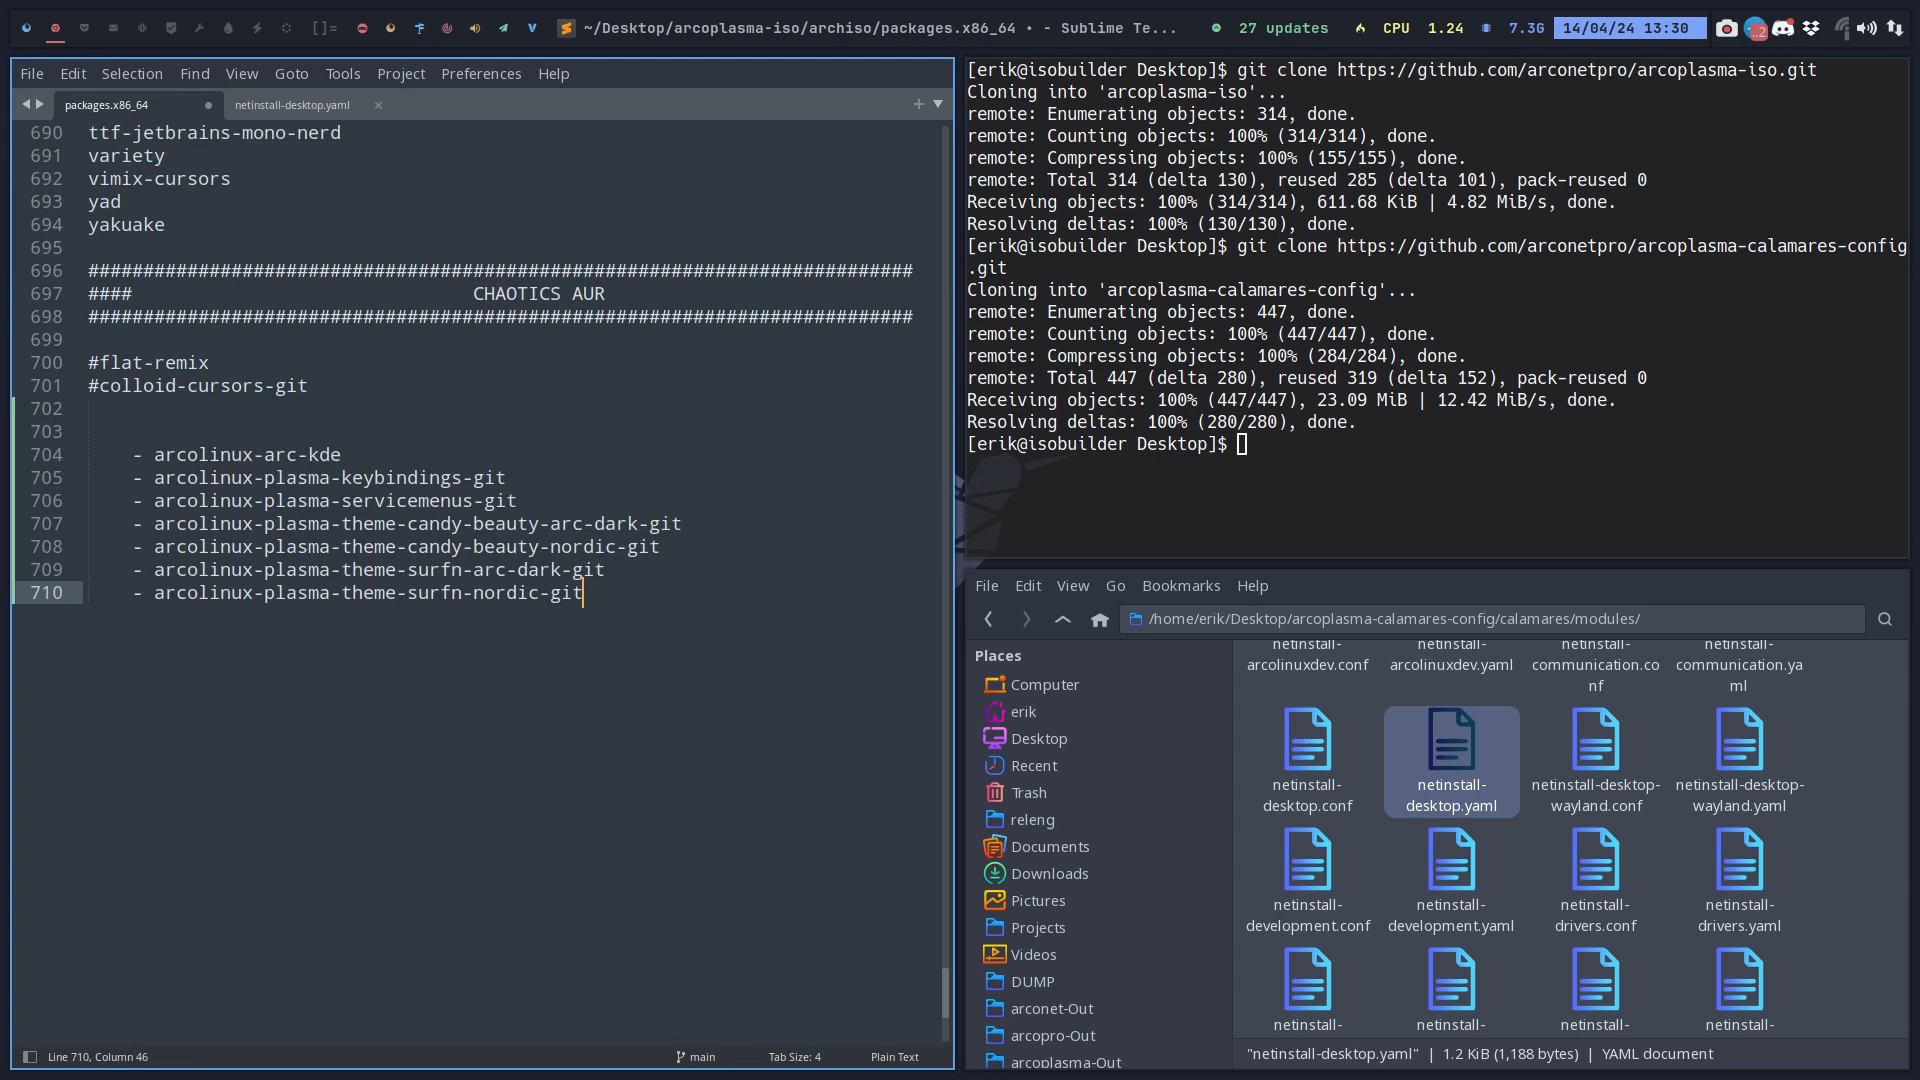 []=
~/Desktop/arcoplasma-iso/archiso/packages.x86_64 • - Sublime Te...
27 updates
CPU 1.24
7.3G
14/04/24 13:30
File Edit Selection Find View Goto Tools Project Preferences Help
packages.x86_64
netinstall-desktop.yaml
690 ttf-jetbrains-mono-nerd
691 variety
692 vimix-cursors
693 yad
694 yakuake
695
696 ###########################################################################
697 #### CHAOTICS AUR
698 ###########################################################################
699
700 #flat-remix
701 #colloid-cursors-git
702
703
704 - arcolinux-arc-kde
705 - arcolinux-plasma-keybindings-git
706 - arcolinux-plasma-servicemenus-git
707 - arcolinux-plasma-theme-candy-beauty-arc-dark-git
708 - arcolinux-plasma-theme-candy-beauty-nordic-git
709 - arcolinux-plasma-theme-surfn-arc-dark-git
710 - arcolinux-plasma-theme-surfn-nordic-git
Line 710, Column 46
main
Tab Size: 4
Plain Text
[erik@isobuilder Desktop]$ git clone https://github.com/arconetpro/arcoplasma-iso.git
Cloning into 'arcoplasma-iso'...
remote: Enumerating objects: 314, done.
remote: Counting objects: 100% (314/314), done.
remote: Compressing objects: 100% (155/155), done.
remote: Total 314 (delta 130), reused 285 (delta 101), pack-reused 0
Receiving objects: 100% (314/314), 611.68 KiB | 4.82 MiB/s, done.
Resolving deltas: 100% (130/130), done.
[erik@isobuilder Desktop]$ git clone https://github.com/arconetpro/arcoplasma-calamares-config
.git
Cloning into 'arcoplasma-calamares-config'...
remote: Enumerating objects: 447, done.
remote: Counting objects: 100% (447/447), done.
remote: Compressing objects: 100% (284/284), done.
remote: Total 447 (delta 280), reused 319 (delta 152), pack-reused 0
Receiving objects: 100% (447/447), 23.09 MiB | 12.42 MiB/s, done.
Resolving deltas: 100% (280/280), done.
[erik@isobuilder Desktop]$
File Edit View Go Bookmarks Help
/home/erik/Desktop/arcoplasma-calamares-config/calamares/modules/
Places
Computer
erik
Desktop
Recent
Trash
releng
Documents
Downloads
Pictures
Projects
Videos
DUMP
arconet-Out
arcopro-Out
arcoplasma-Out
netinstall-
arcolinuxdev.conf
netinstall-
arcolinuxdev.yaml
netinstall-
communication.co
nf
netinstall-
communication.ya
ml
netinstall-
desktop.conf
netinstall-
desktop.yaml
netinstall-desktop-
wayland.conf
netinstall-desktop-
wayland.yaml
netinstall-
development.conf
netinstall-
development.yaml
netinstall-
drivers.conf
netinstall-
drivers.yaml
netinstall-
netinstall-
netinstall-
netinstall-
"netinstall-desktop.yaml" | 1.2 KiB (1,188 bytes) | YAML document